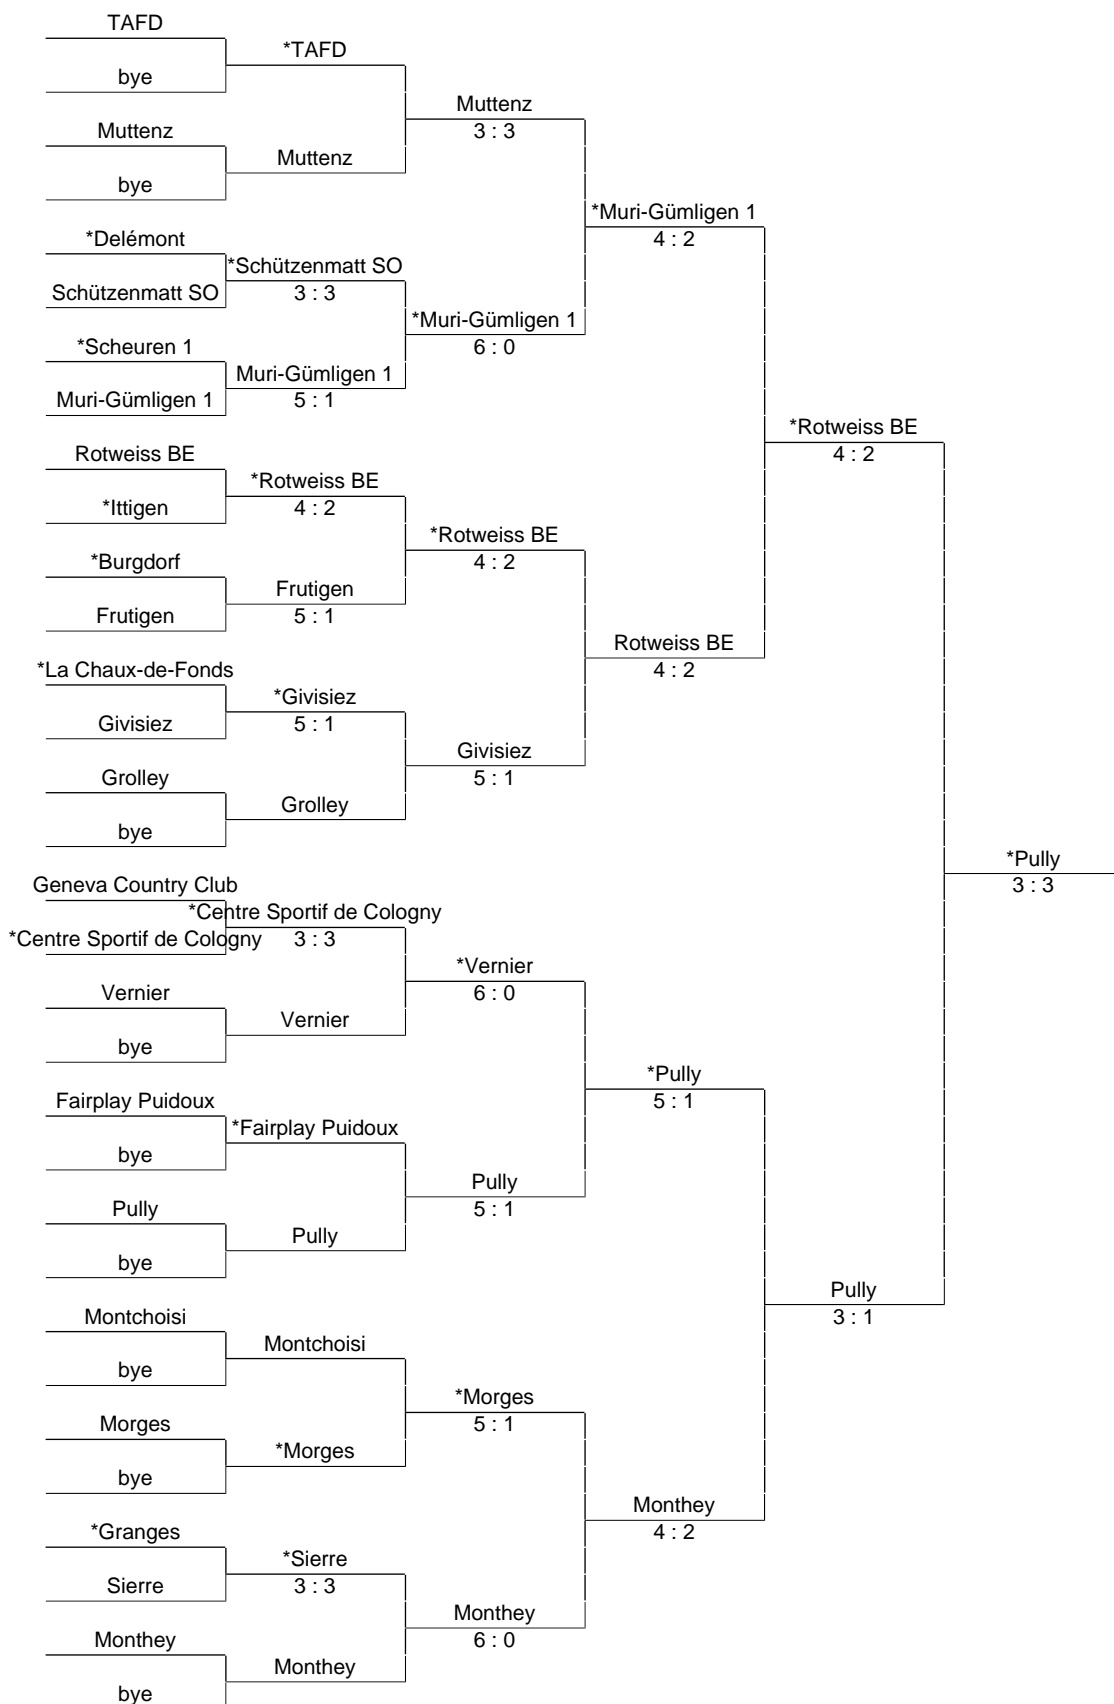 TAFD
*TAFD
bye
Muttenz
3 : 3
Muttenz
Muttenz
bye
*Muri-Gümligen 1
4 : 2
*Delémont
*Schützenmatt SO
Schützenmatt SO
3 : 3
*Muri-Gümligen 1
6 : 0
*Scheuren 1
Muri-Gümligen 1
Muri-Gümligen 1
5 : 1
*Rotweiss BE
4 : 2
Rotweiss BE
*Rotweiss BE
*Ittigen
4 : 2
*Rotweiss BE
4 : 2
*Burgdorf
Frutigen
Frutigen
5 : 1
Rotweiss BE
4 : 2
*La Chaux-de-Fonds
*Givisiez
Givisiez
5 : 1
Givisiez
5 : 1
Grolley
Grolley
bye
*Pully
3 : 3
Geneva Country Club
*Centre Sportif de Cologny
*Centre Sportif de Cologny
3 : 3
*Vernier
6 : 0
Vernier
Vernier
bye
*Pully
5 : 1
Fairplay Puidoux
*Fairplay Puidoux
bye
Pully
5 : 1
Pully
Pully
bye
Pully
3 : 1
Montchoisi
Montchoisi
bye
*Morges
5 : 1
Morges
*Morges
bye
Monthey
4 : 2
*Granges
*Sierre
Sierre
3 : 3
Monthey
6 : 0
Monthey
Monthey
bye